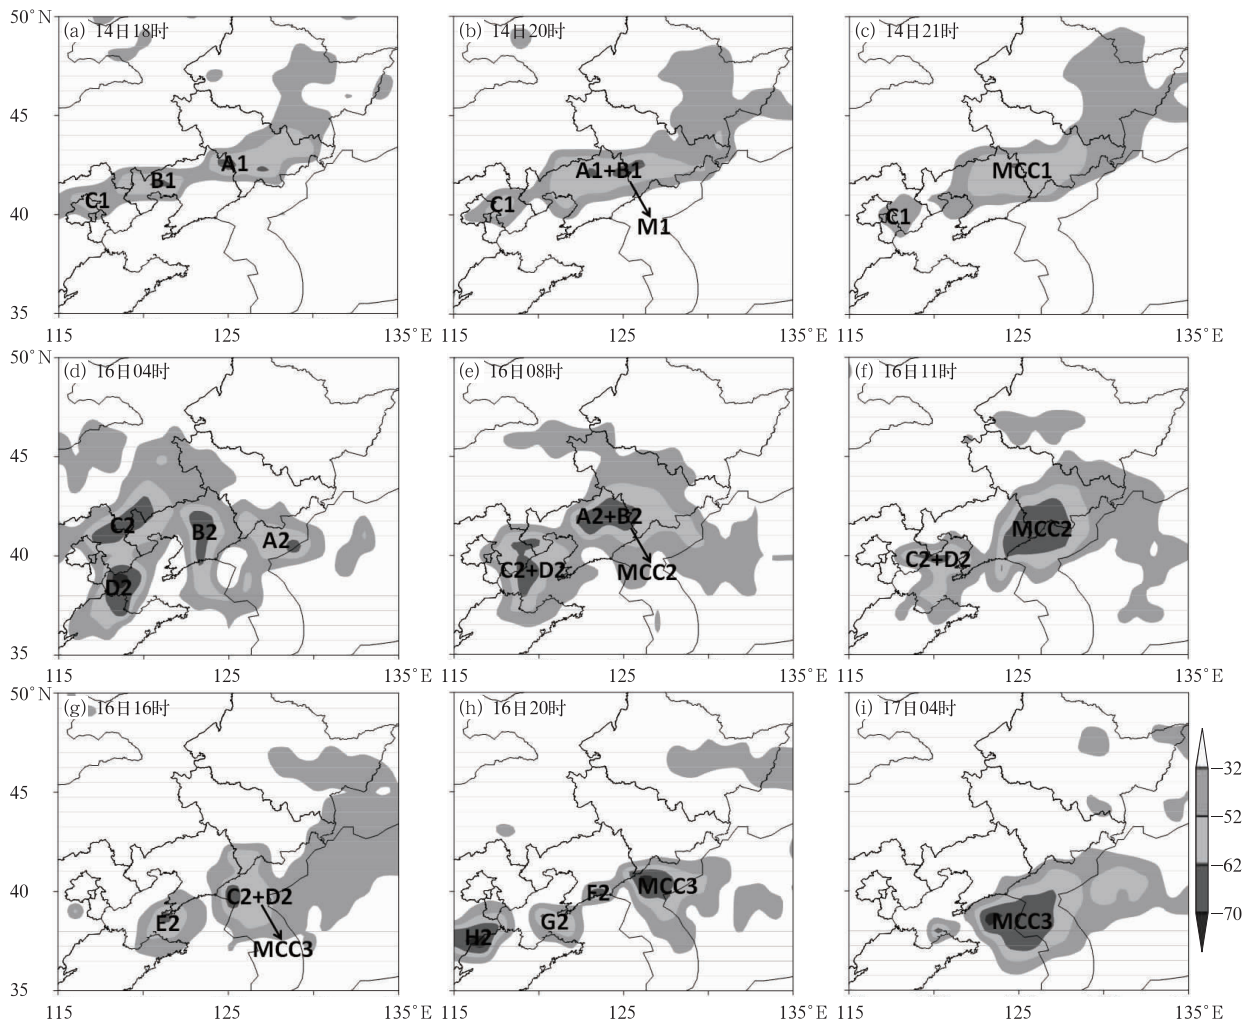 50°N (a) 14日18时 (b) 14日20时 (c) 14日21时
45
A1 A1+B1 MCC1
B1
C1 C1 C1
40 M1
35
115 125 135°E 115 125 135°E 115 125 135°E
50°N (d) 16日04时 (e) 16日08时 (f) 16日11时
45
C2 B2 A2 A2+B2 MCC2
40
D2 C2+D2 MCC2 C2+D2
35
115 125 135°E 115 125 135°E 115 125 135°E
50°N (g) 16日16时 (h) 16日20时 (i) 17日04时
-32
45
-52
-62
40 C2+D2 F2 MCC3
E2 G2 MCC3 -70
H2
MCC3
35
115 125 135°E 115 125 135°E 115 125 135°E